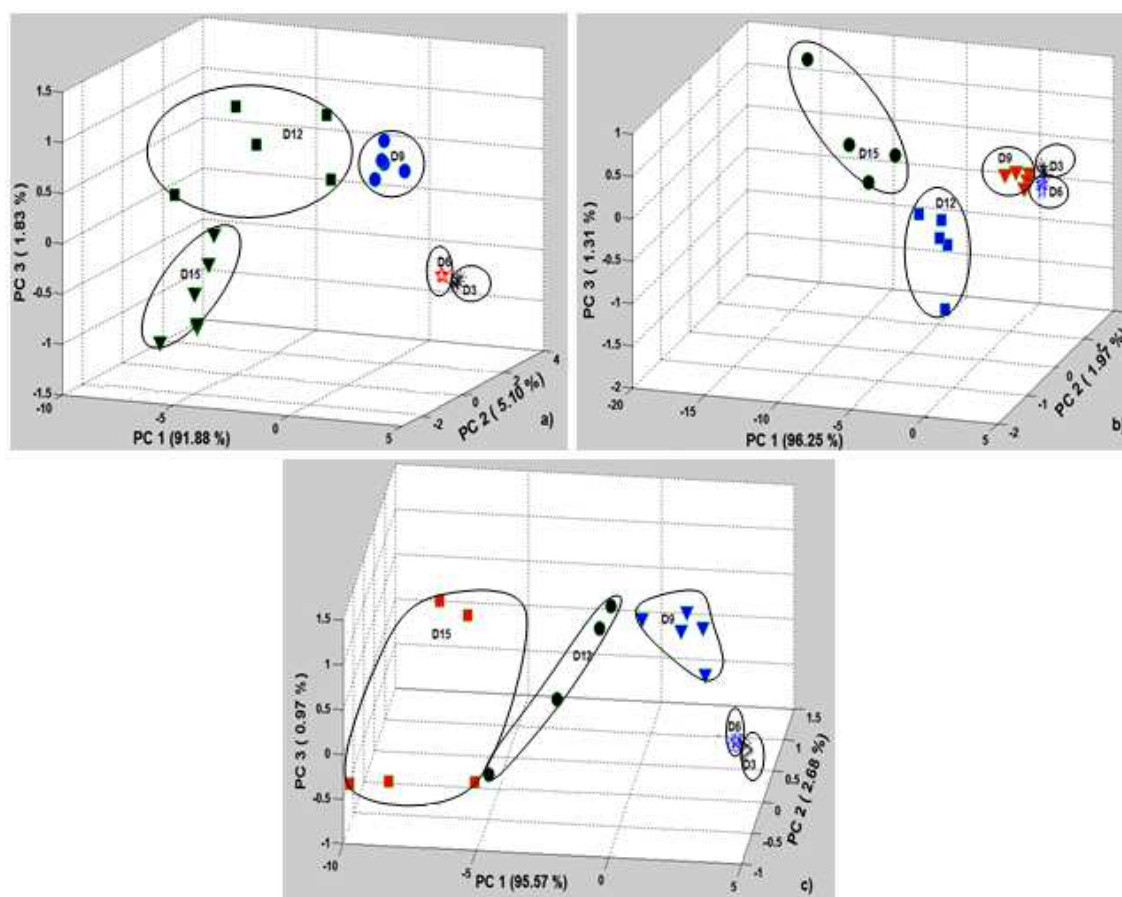 1.5
1
0.5
0
-0.5
-1
-1.5
PC 3 ( 1.83 %)
D12
D9
D15
D6
D3
-10
-5
0
5
PC 1 (91.88 %)
-2
0
2
4
PC 2 ( 5.10 %)
a)
1
0.5
0
-0.5
-1
-1.5
-2
PC 3 ( 1.31 %)
D15
D9
D3
D6
D12
-20
-15
-10
-5
0
5
PC 1 (96.25 %)
-2
-1
0
PC 2 ( 1.97 %)
b)
1.5
1
0.5
0
-0.5
-1
PC 3 ( 0.97 %)
D15
D12
D9
D6
D3
-10
-5
0
5
PC 1 (95.57 %)
-1
-0.5
0
0.5
1
1.5
PC 2 ( 2.68 %)
c)